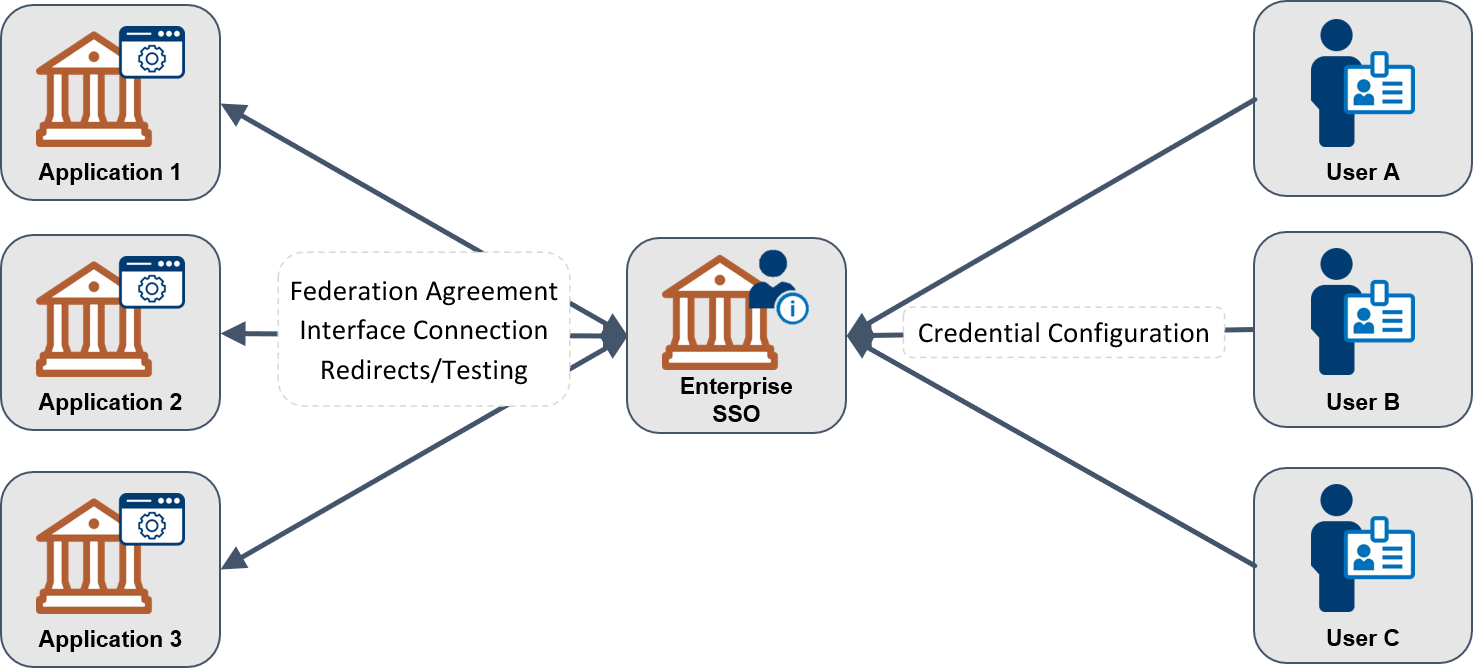 Application 1
Application 2
Application 3
Federation Agreement
Interface Connection
Redirects/Testing
Enterprise
SSO
Credential Configuration
User A
User B
User C